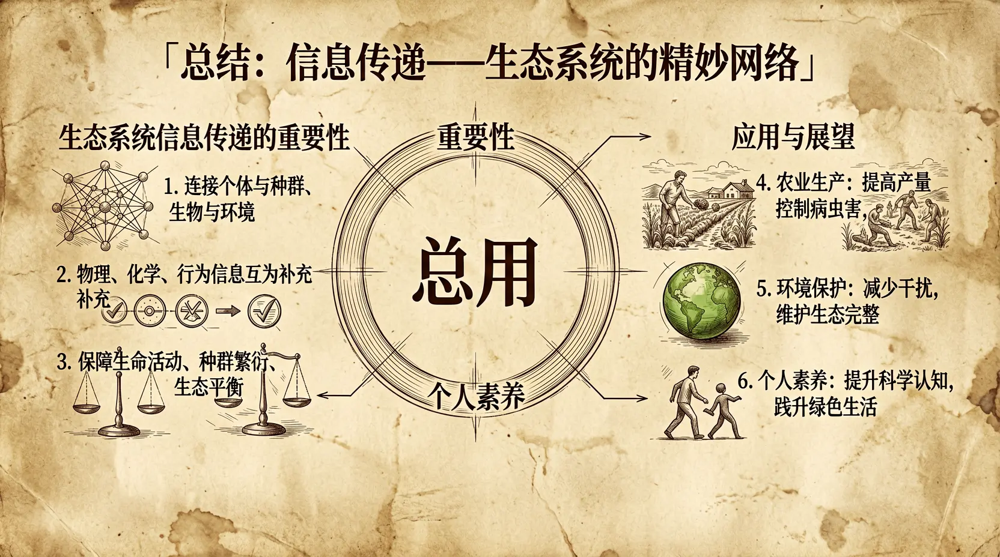 「总结：信息传递——生态系统的精妙网络」
生态系统信息传递的重要性
1. 连接个体与种群、
生物与环境
2. 物理、化学、行为信息互为补充
补充
3. 保障生命活动、种群繁衍、
生态平衡
重要性
总用
个人素养
应用与展望
4. 农业生产：提高产量
控制病虫害，
5. 环境保护：减少干扰，
维护生态完整
6. 个人素养：提升科学认知，
践升绿色生活